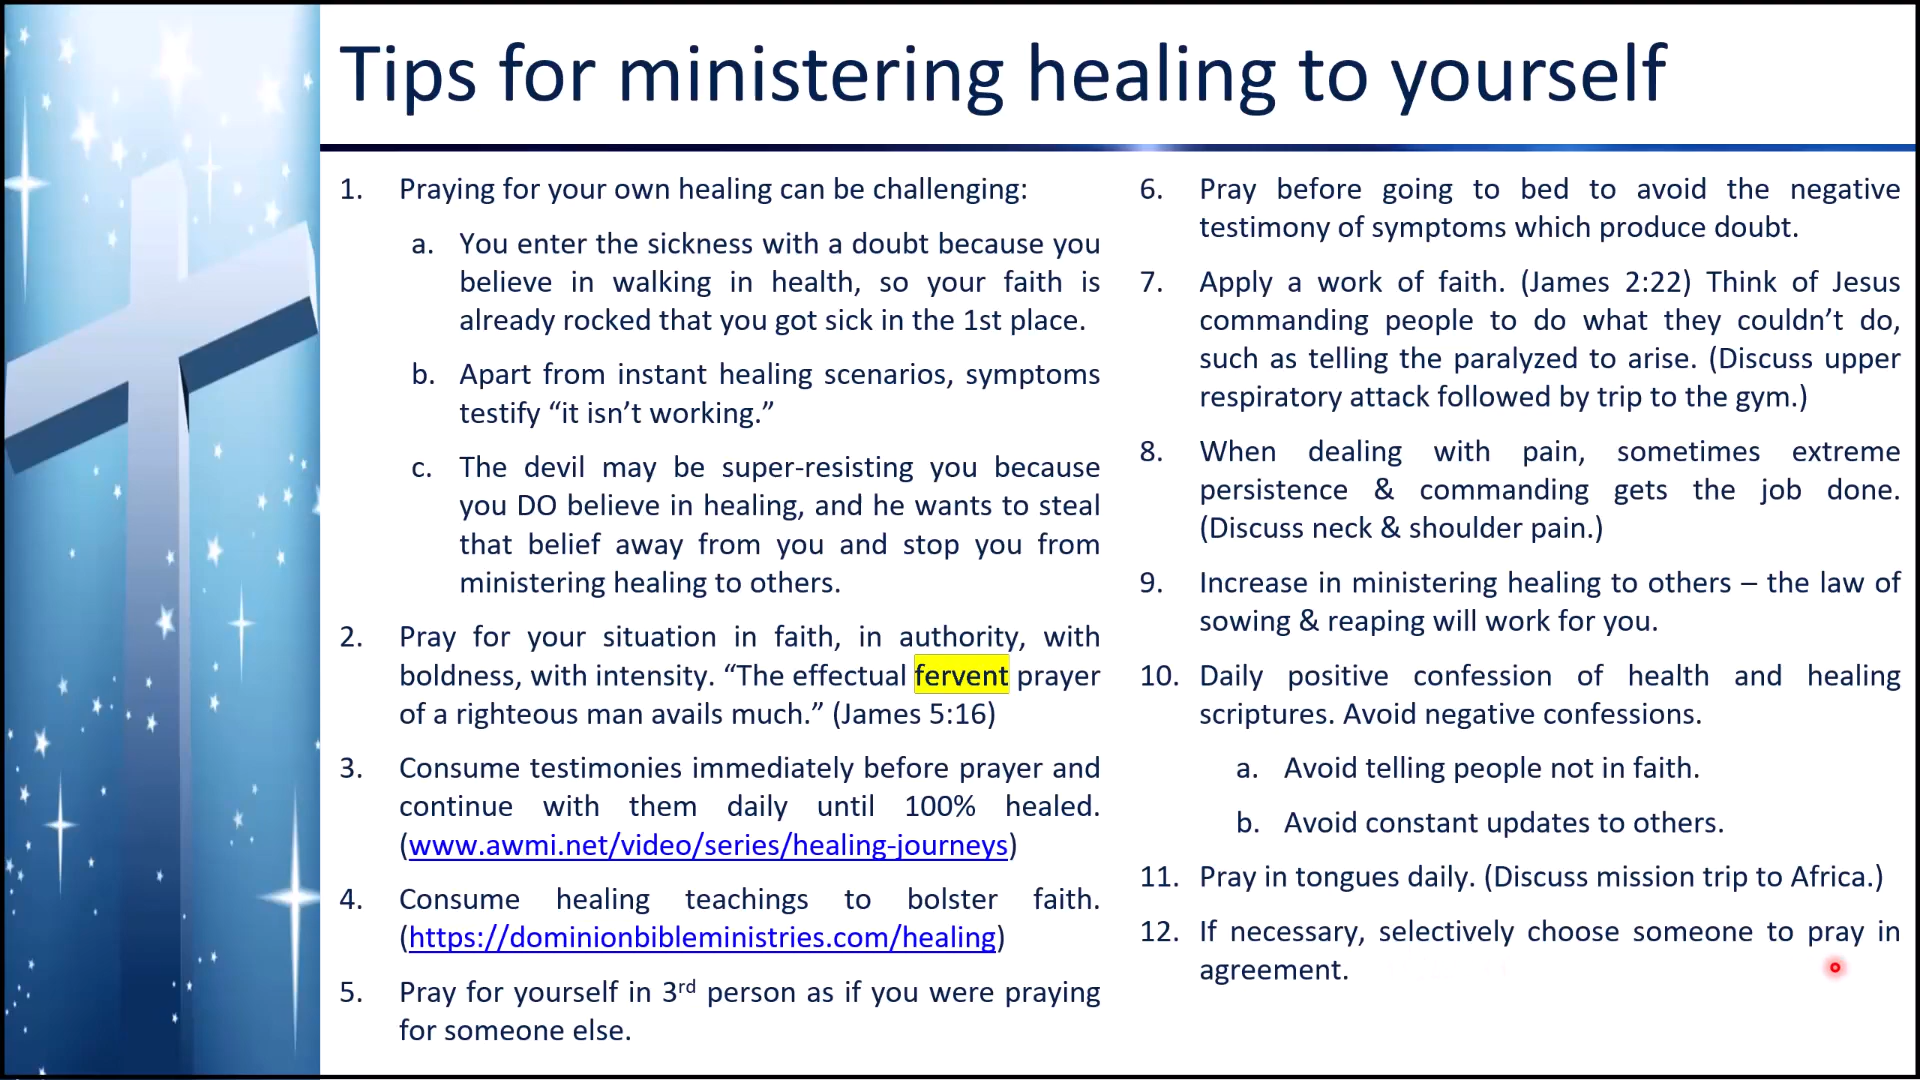 Tips for ministering healing to yourself
1. Praying for your own healing can be challenging:
a. You enter the sickness with a doubt because you
believe in walking in health, so your faith is
already rocked that you got sick in the 1st place.
b. Apart from instant healing scenarios, symptoms
testify “it isn’t working.”
c. The devil may be super-resisting you because
you DO believe in healing, and he wants to steal
that belief away from you and stop you from
ministering healing to others.
2. Pray for your situation in faith, in authority, with
boldness, with intensity. “The effectual fervent prayer
of a righteous man avails much.” (James 5:16)
3. Consume testimonies immediately before prayer and
continue with them daily until 100% healed.
(www.awmi.net/video/series/healing-journeys)
4. Consume healing teachings to bolster faith.
(https://dominionbibleministries.com/healing)
5. Pray for yourself in 3rd person as if you were praying
for someone else.
6. Pray before going to bed to avoid the negative
testimony of symptoms which produce doubt.
7. Apply a work of faith. (James 2:22) Think of Jesus
commanding people to do what they couldn’t do,
such as telling the paralyzed to arise. (Discuss upper
respiratory attack followed by trip to the gym.)
8. When dealing with pain, sometimes extreme
persistence & commanding gets the job done.
(Discuss neck & shoulder pain.)
9. Increase in ministering healing to others – the law of
sowing & reaping will work for you.
10. Daily positive confession of health and healing
scriptures. Avoid negative confessions.
a. Avoid telling people not in faith.
b. Avoid constant updates to others.
11. Pray in tongues daily. (Discuss mission trip to Africa.)
12. If necessary, selectively choose someone to pray in
agreement.